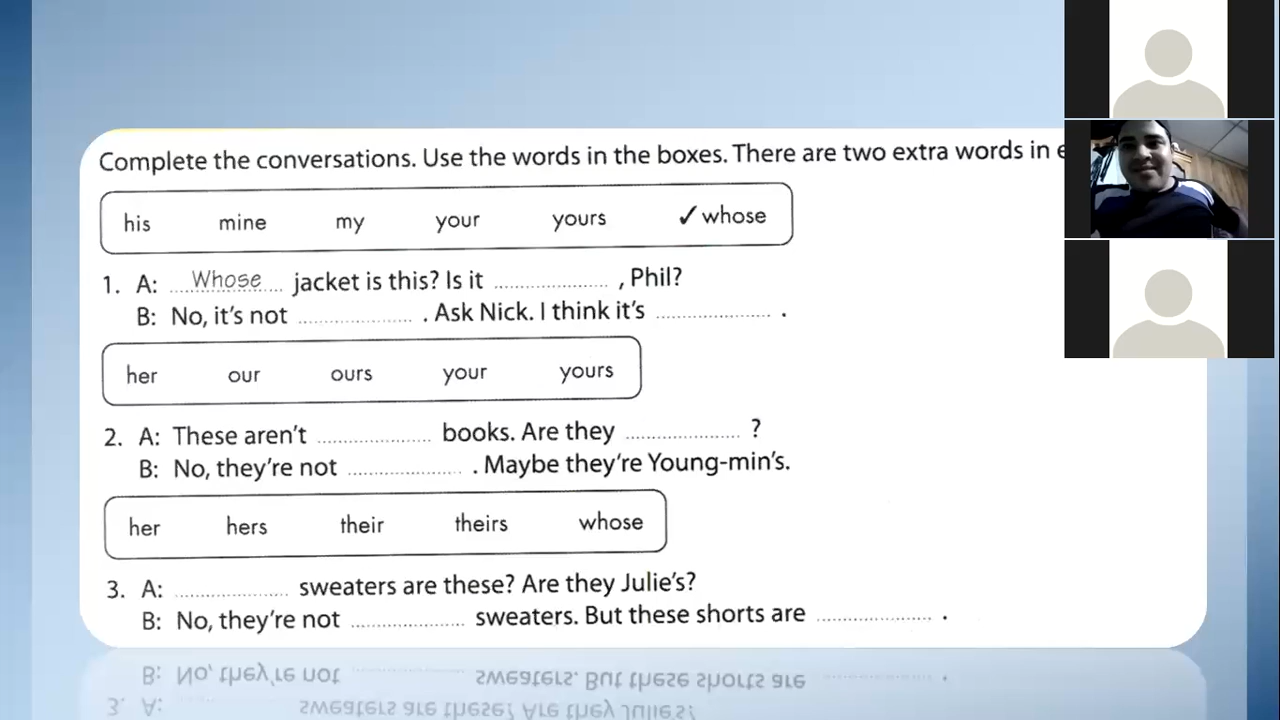 Complete the conversations. Use the words in the boxes. There are two extra words in
his mine my your yours ✓ whose
1. A: Whose jacket is this? Is it ..................... , Phil?
B: No, it's not ..................... . Ask Nick. I think it's ..................... .
her our ours your yours
2. A: These aren't ..................... books. Are they ..................... ?
B: No, they're not ..................... . Maybe they're Young-min's.
her hers their theirs whose
3. A: ..................... sweaters are these? Are they Julie's?
B: No, they're not ..................... sweaters. But these shorts are ..................... .